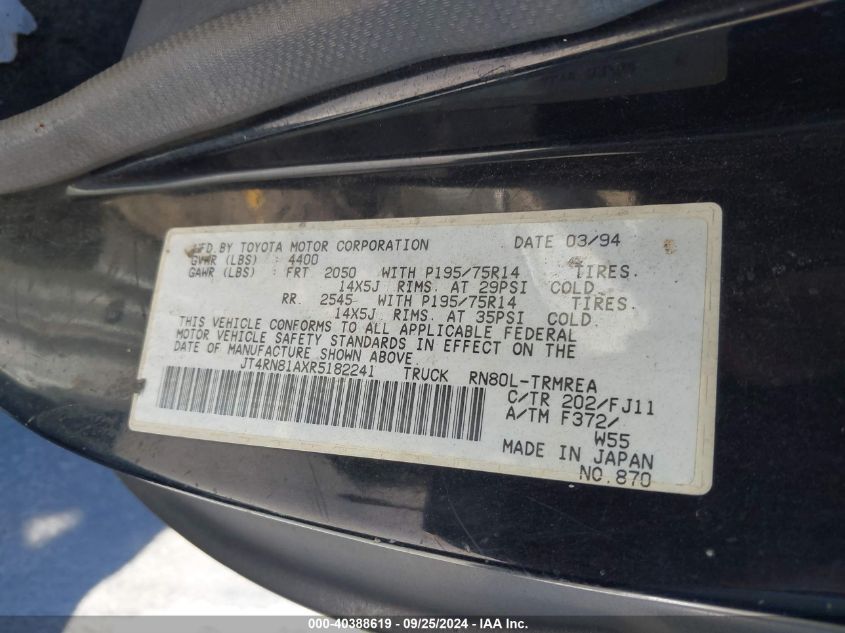 MFD BY TOYOTA MOTOR CORPORATION DATE 03/94
GVWR (LBS) : 4400
GAWR (LBS) : FRT 2050 WITH P195/75R14 TIRES.
14X5J RIMS. AT 29PSI COLD
RR. 2545 WITH P195/75R14 TIRES.
14X5J RIMS. AT 35PSI COLD.
THIS VEHICLE CONFORMS TO ALL APPLICABLE FEDERAL
MOTOR VEHICLE SAFETY STANDARDS IN EFFECT ON THE
DATE OF MANUFACTURE SHOWN ABOVE.
JT4RN81AXR5182241 TRUCK RN80L-TRMREA
C/TR 202/FJ11
A/TM F372/
W55
MADE IN JAPAN
NO.870
000-40388619 - 09/25/2024 - IAA Inc.